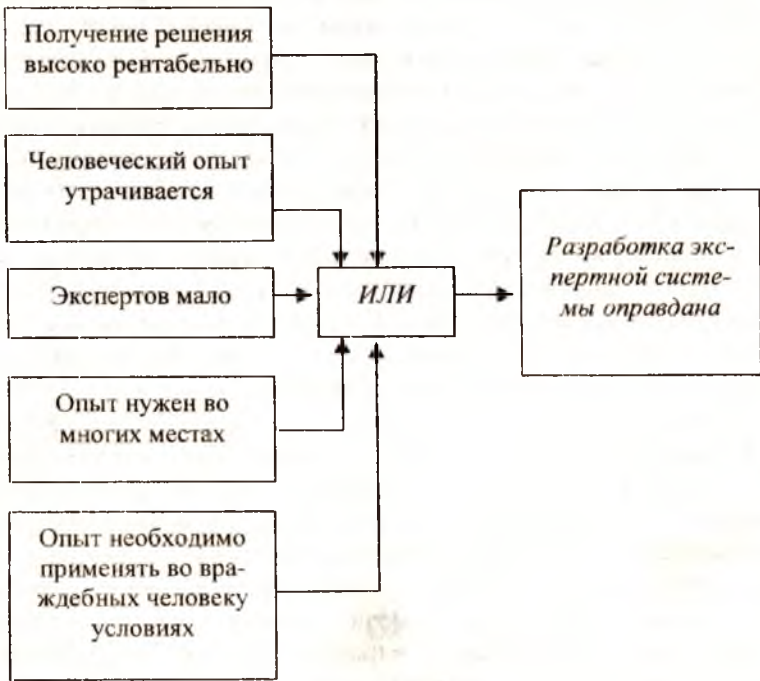 Получение решения
высоко рентабельно
Человеческий опыт
утрачивается
Экспертов мало
ИЛИ
Разработка экс-
пертной систе-
мы оправдана
Опыт нужен во
многих местах
Опыт необходимо
применять во вра-
ждебных человеку
условиях